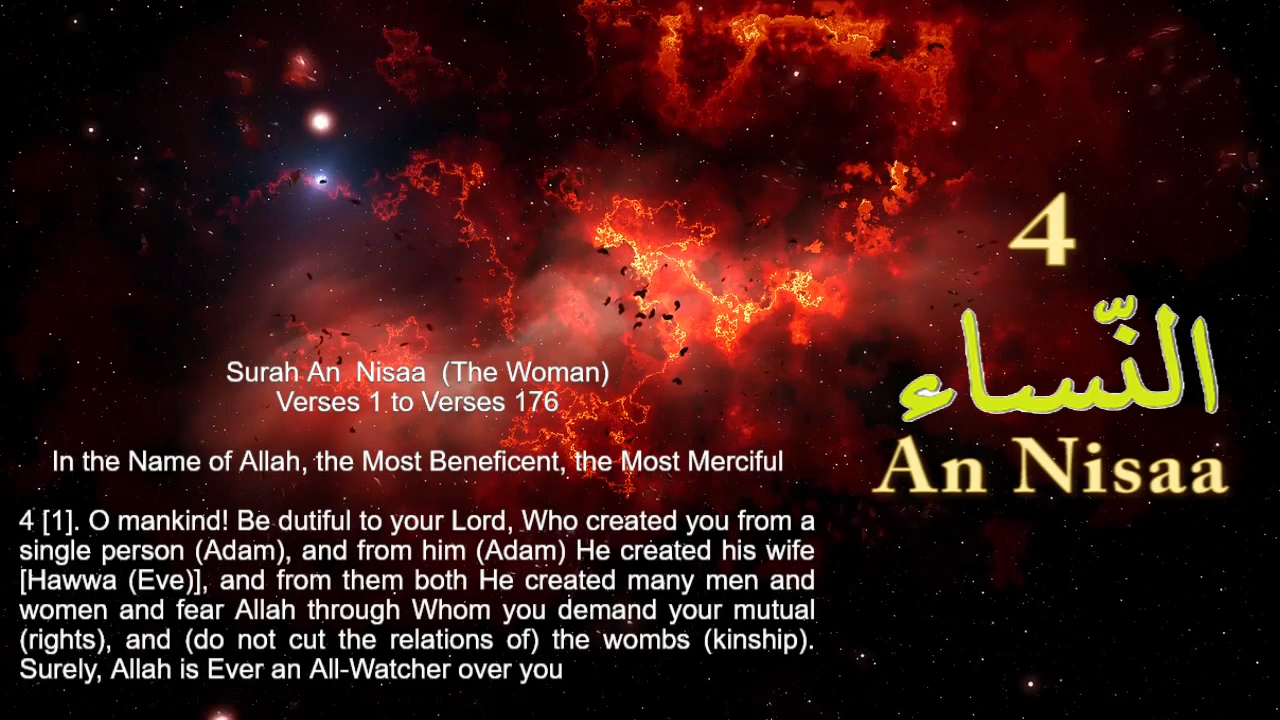 Surah An  Nisaa  (The Woman)
Verses 1 to Verses 176
In the Name of Allah, the Most Beneficent, the Most Merciful
4 [1]. O mankind! Be dutiful to your Lord, Who created you from a
single person (Adam), and from him (Adam) He created his wife
[Hawwa (Eve)], and from them both He created many men and
women and fear Allah through Whom you demand your mutual
(rights), and (do not cut the relations of) the wombs (kinship).
Surely, Allah is Ever an All-Watcher over you
4
النّساء
An Nisaa